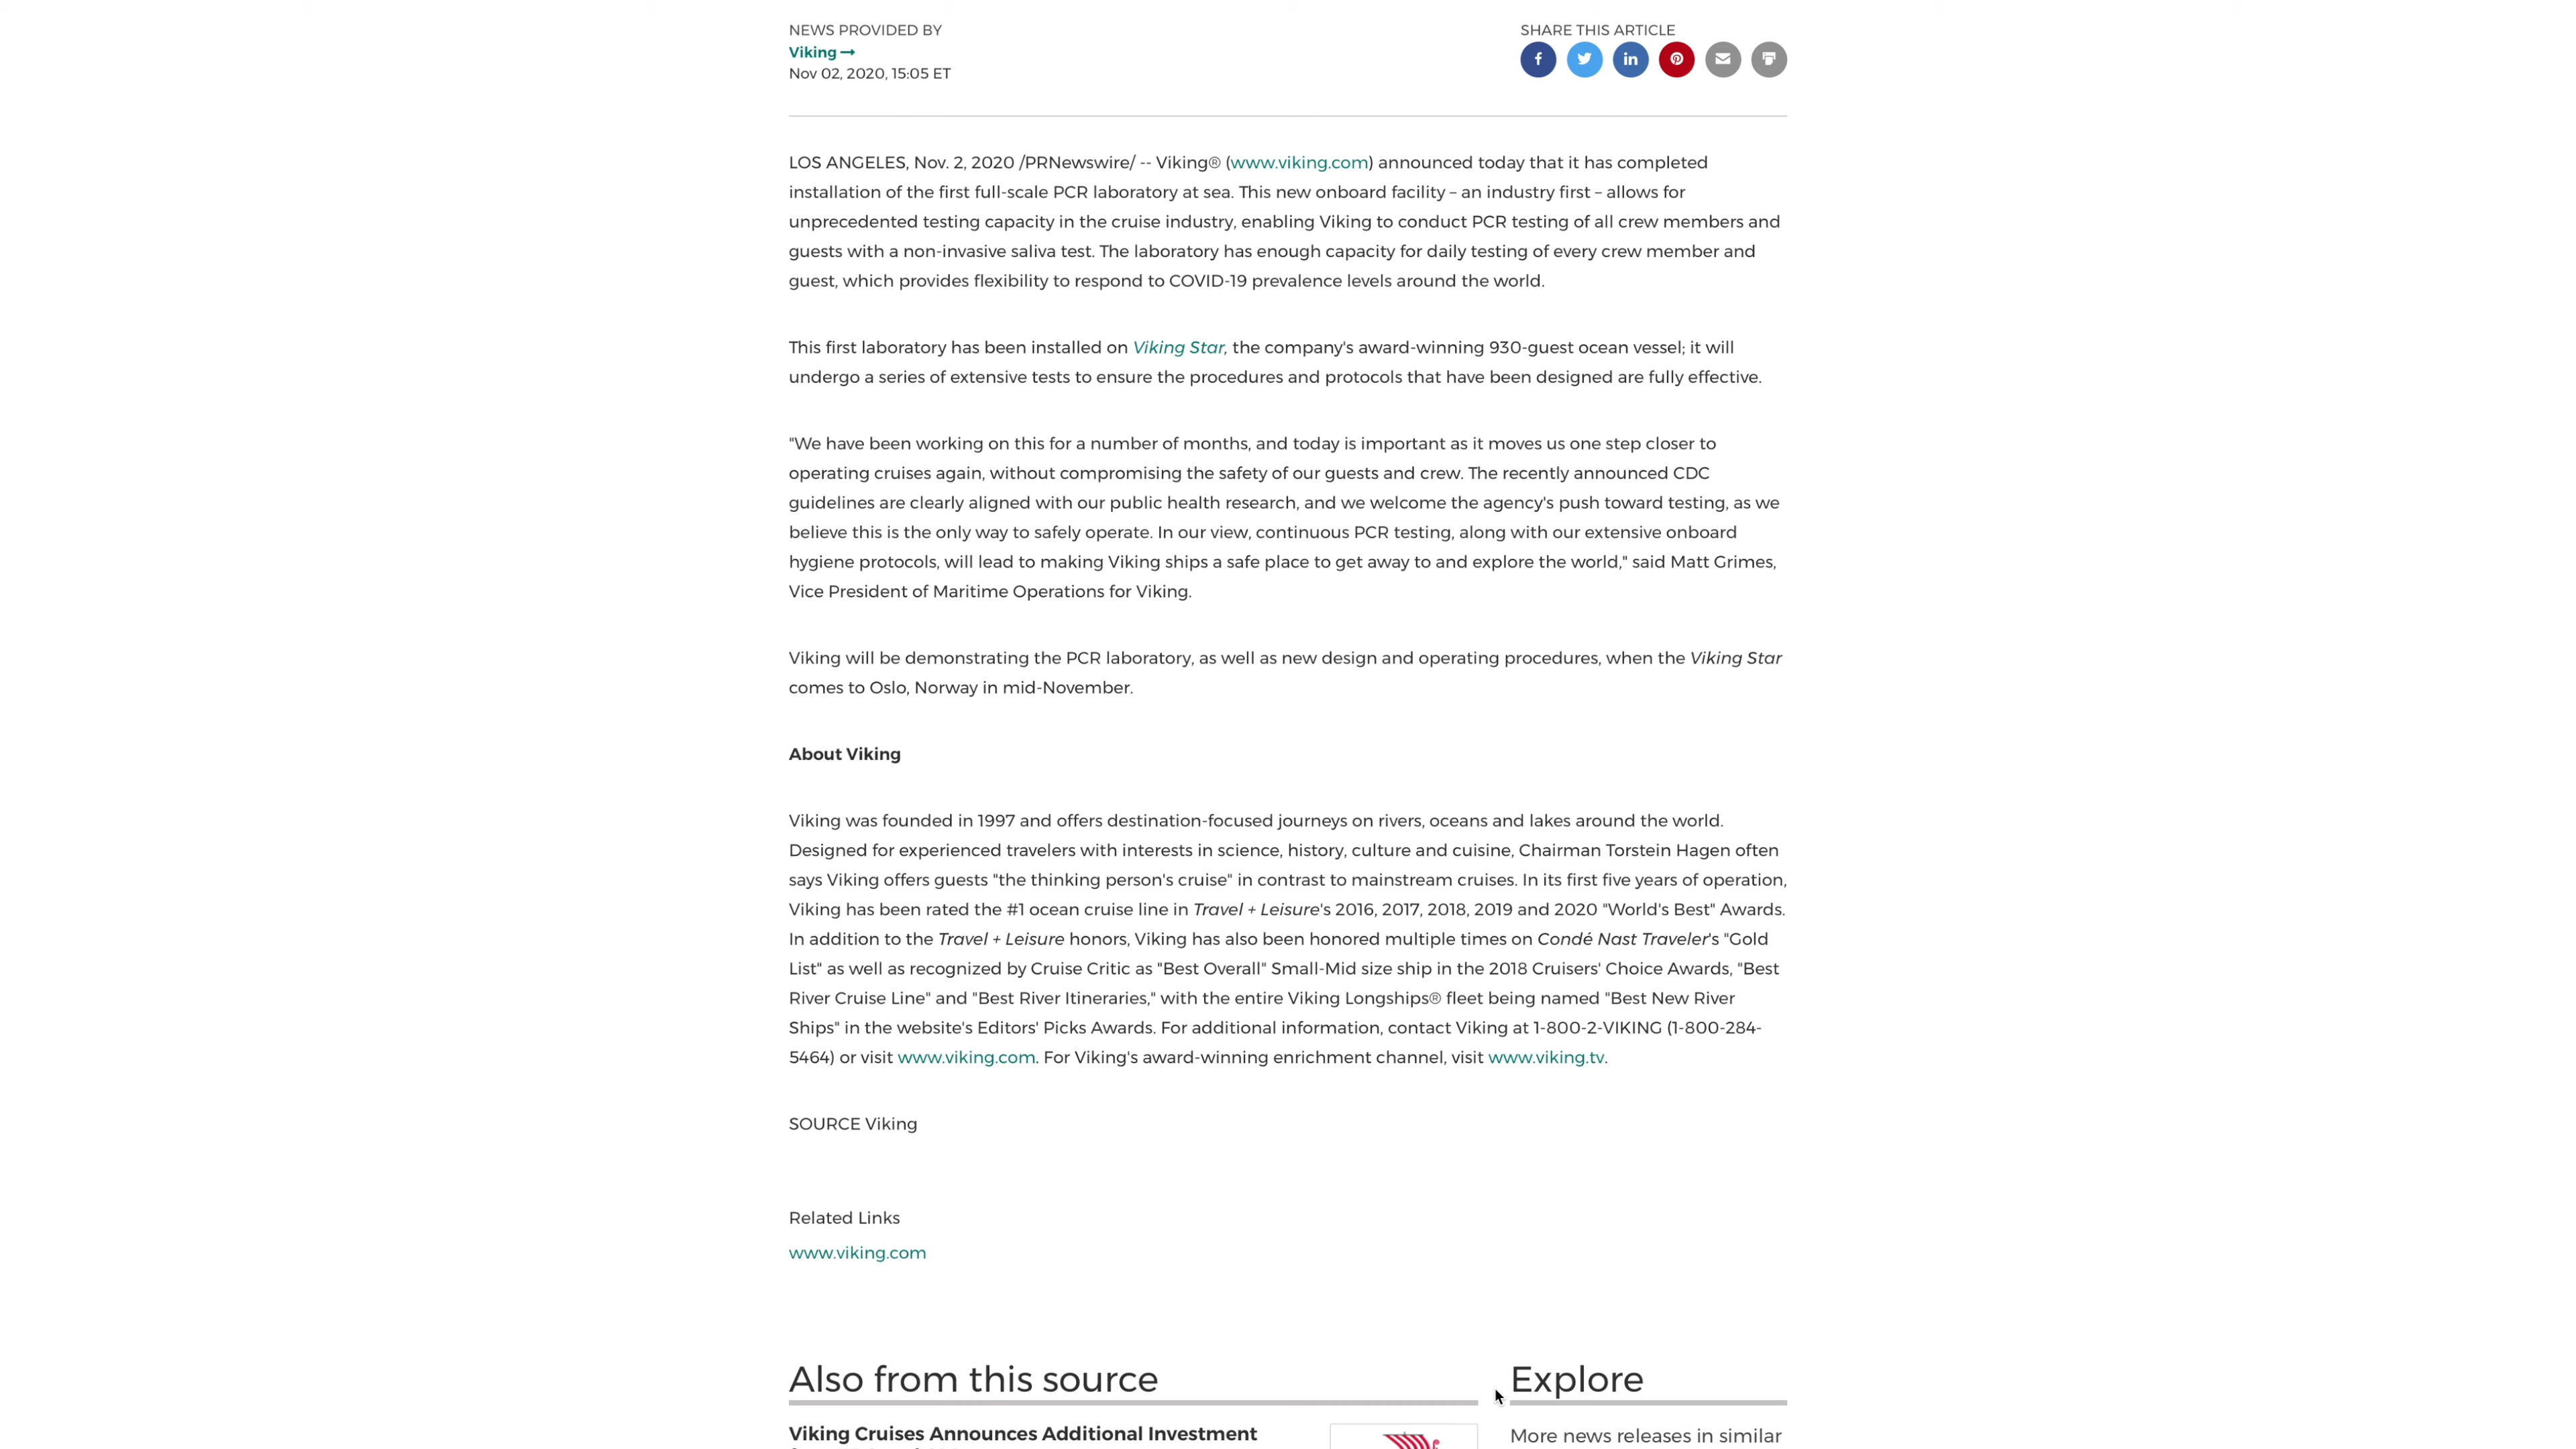 NEWS PROVIDED BY
Viking
Nov 02, 2020, 15:05 ET
SHARE THIS ARTICLE
LOS ANGELES, Nov. 2, 2020 /PRNewswire/ -- Viking® (www.viking.com) announced today that it has completed
installation of the first full-scale PCR laboratory at sea. This new onboard facility – an industry first – allows for
unprecedented testing capacity in the cruise industry, enabling Viking to conduct PCR testing of all crew members and
guests with a non-invasive saliva test. The laboratory has enough capacity for daily testing of every crew member and
guest, which provides flexibility to respond to COVID-19 prevalence levels around the world.
This first laboratory has been installed on Viking Star, the company's award-winning 930-guest ocean vessel; it will
undergo a series of extensive tests to ensure the procedures and protocols that have been designed are fully effective.
"We have been working on this for a number of months, and today is important as it moves us one step closer to
operating cruises again, without compromising the safety of our guests and crew. The recently announced CDC
guidelines are clearly aligned with our public health research, and we welcome the agency's push toward testing, as we
believe this is the only way to safely operate. In our view, continuous PCR testing, along with our extensive onboard
hygiene protocols, will lead to making Viking ships a safe place to get away to and explore the world," said Matt Grimes,
Vice President of Maritime Operations for Viking.
Viking will be demonstrating the PCR laboratory, as well as new design and operating procedures, when the Viking Star
comes to Oslo, Norway in mid-November.
About Viking
Viking was founded in 1997 and offers destination-focused journeys on rivers, oceans and lakes around the world.
Designed for experienced travelers with interests in science, history, culture and cuisine, Chairman Torstein Hagen often
says Viking offers guests "the thinking person's cruise" in contrast to mainstream cruises. In its first five years of operation,
Viking has been rated the #1 ocean cruise line in Travel + Leisure's 2016, 2017, 2018, 2019 and 2020 "World's Best" Awards.
In addition to the Travel + Leisure honors, Viking has also been honored multiple times on Condé Nast Traveler's "Gold
List" as well as recognized by Cruise Critic as "Best Overall" Small-Mid size ship in the 2018 Cruisers' Choice Awards, "Best
River Cruise Line" and "Best River Itineraries," with the entire Viking Longships® fleet being named "Best New River
Ships" in the website's Editors' Picks Awards. For additional information, contact Viking at 1-800-2-VIKING (1-800-284-
5464) or visit www.viking.com. For Viking's award-winning enrichment channel, visit www.viking.tv.
SOURCE Viking
Related Links
www.viking.com
Also from this source
Explore
Viking Cruises Announces Additional Investment
More news releases in similar